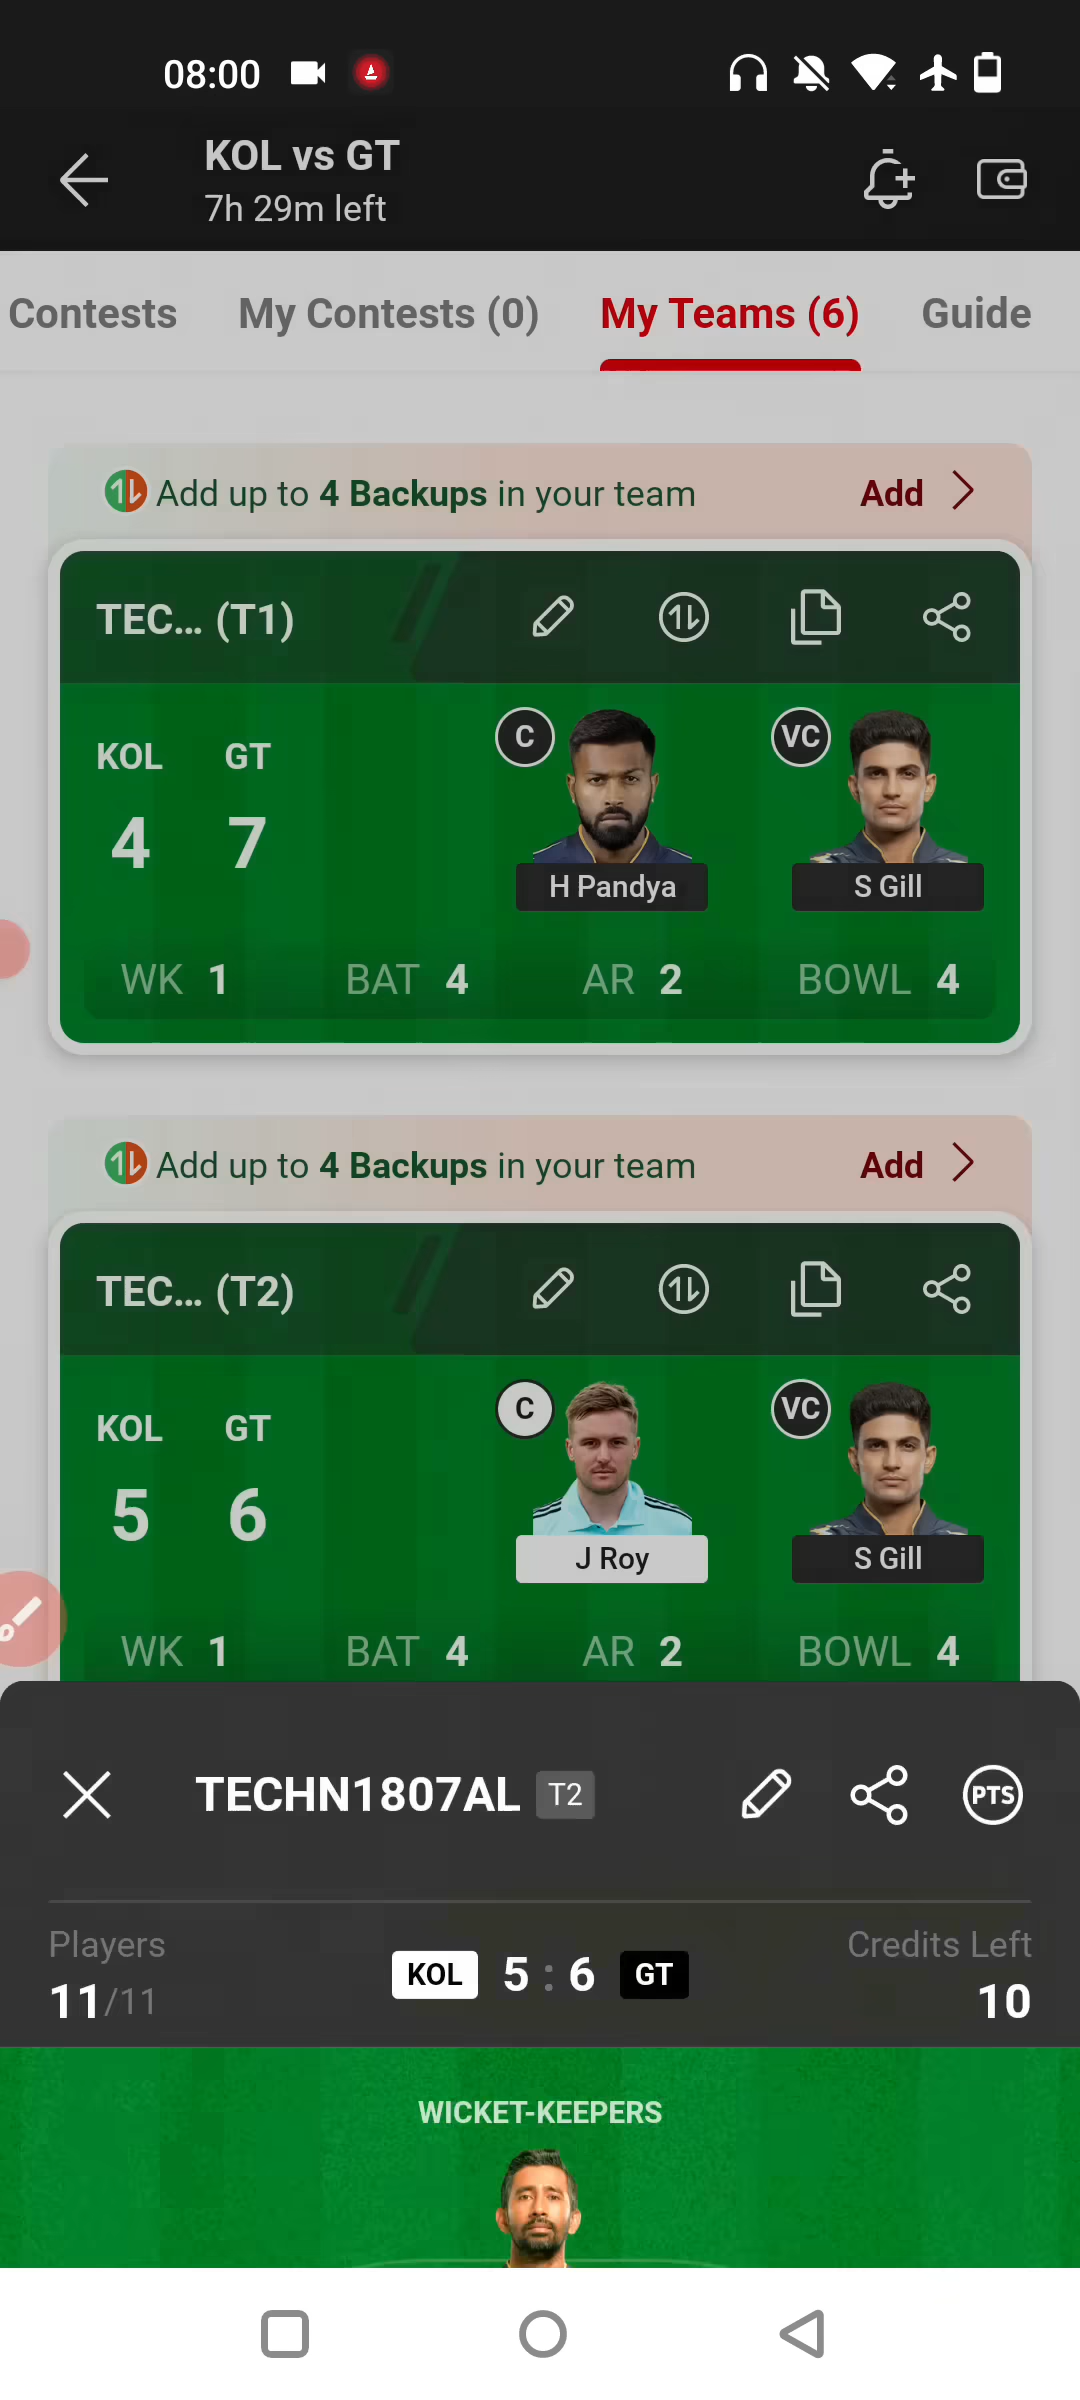 08:00
KOL vs GT
7h 29m left
Contests My Contests (0) My Teams (6) Guide
Add up to 4 Backups in your team Add
TEC... (T1)
C VC
KOL GT
4 7
H Pandya S Gill
WK 1 BAT 4 AR 2 BOWL 4
Add up to 4 Backups in your team Add
TEC... (T2)
C VC
KOL GT
5 6
J Roy S Gill
WK 1 BAT 4 AR 2 BOWL 4
TECHN1807AL T2 PTS
Players Credits Left
11/11 KOL 5 : 6 GT 10
WICKET-KEEPERS